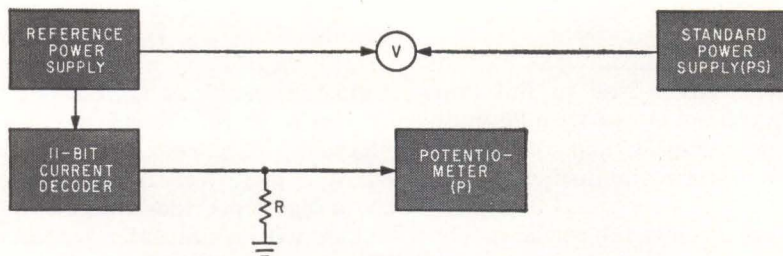 REFERENCE
POWER
SUPPLY
V
STANDARD
POWER
SUPPLY(PS)
11-BIT
CURRENT
DECODER
R
POTENTIO-
METER
(P)